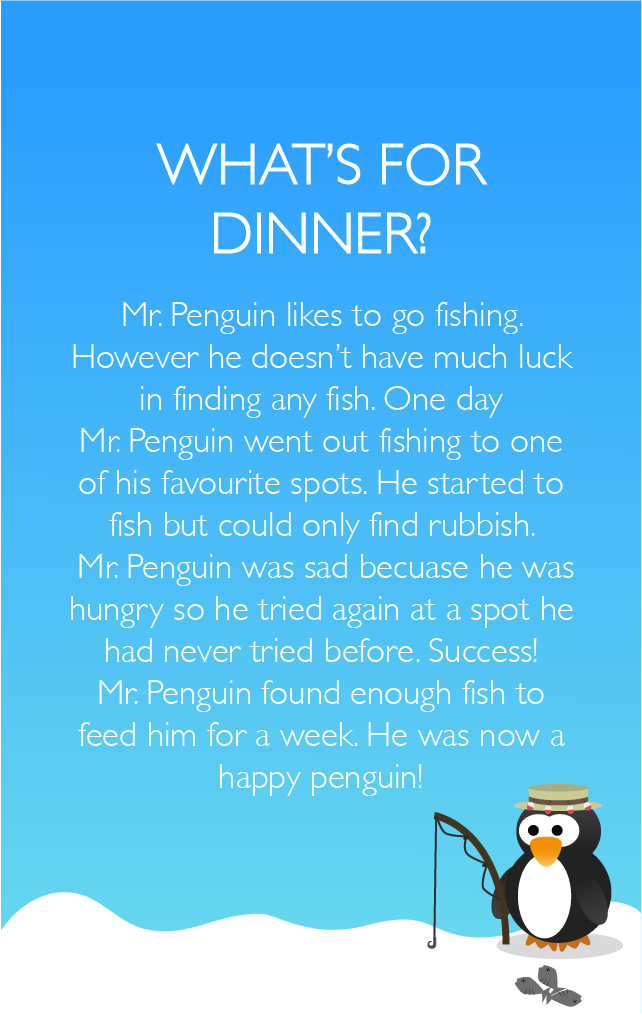 WHAT’S FOR
DINNER?
Mr. Penguin likes to go fishing.
However he doesn’t have much luck
in finding any fish. One day
Mr. Penguin went out fishing to one
of his favourite spots. He started to
fish but could only find rubbish.
Mr. Penguin was sad becuase he was
hungry so he tried again at a spot he
had never tried before. Success!
Mr. Penguin found enough fish to
feed him for a week. He was now a
happy penguin!